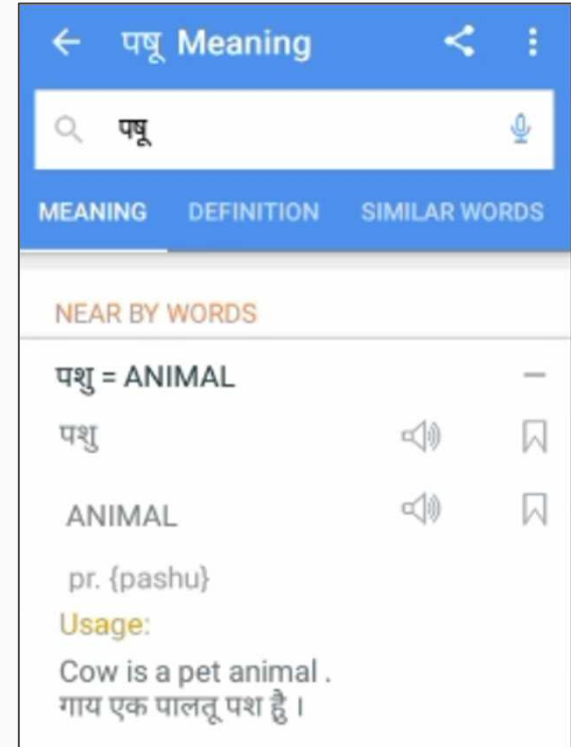 पषू Meaning
पषू
MEANING DEFINITION SIMILAR WORDS
NEAR BY WORDS
पशु = ANIMAL
पशु
ANIMAL
pr. {pashu}
Usage:
Cow is a pet animal .
गाय एक पालतू पश है ।